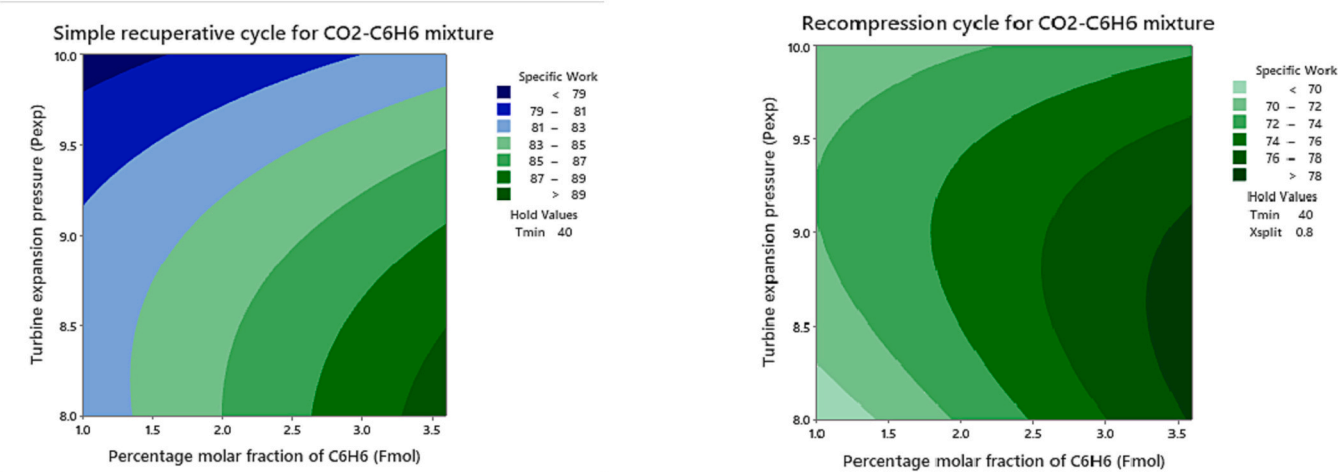 Simple recuperative cycle for CO2-C6H6 mixture
10.0
9.5
9.0
8.5
8.0
Turbine expansion pressure (Pexp)
1.0 1.5 2.0 2.5 3.0 3.5
Percentage molar fraction of C6H6 (Fmol)
Specific Work
< 79
79 – 81
81 – 83
83 – 85
85 – 87
87 – 89
> 89
Hold Values
Tmin 40
Recompression cycle for CO2-C6H6 mixture
10.0
9.5
9.0
8.5
8.0
Turbine expansion pressure (Pexp)
1.0 1.5 2.0 2.5 3.0 3.5
Percentage molar fraction of C6H6 (Fmol)
Specific Work
< 70
70 – 72
72 – 74
74 – 76
76 – 78
> 78
Hold Values
Tmin 40
Xsplit 0.8